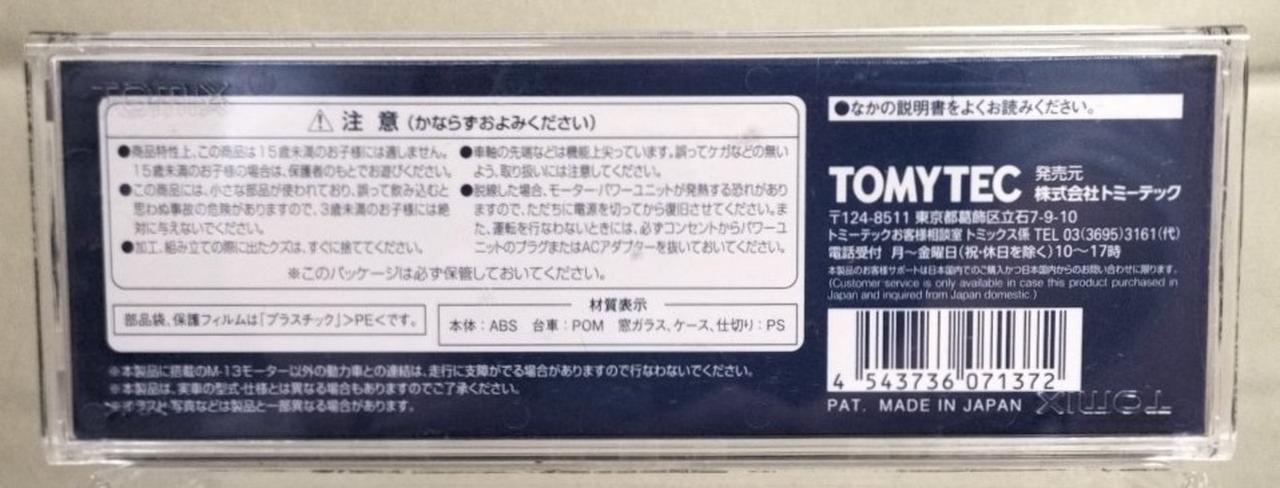 TOMIX
⚠ 注 意 (かならずおよみください)
●商品特性上、この商品は15歳未満のお子様には適しません。
15歳未満のお子様の場合は、保護者のもとでお遊びください。
●この商品には、小さな部品が使われており、誤って飲み込むと
思わぬ事故の危険がありますので、3歳未満のお子様には絶
対に与えないでください。
●加工、組み立ての際に出たクズは、すぐに捨ててください。
●車軸の先端などは機能上尖っています。誤ってケガなどの無い
よう、取り扱いには注意してください。
●脱線した場合、モーター・パワーユニットが発熱する恐れがあり
ますので、ただちに電源を切ってから復旧させてください。ま
た、運転を行なわないときには、必ずコンセントからパワーユ
ニットのプラグまたはACアダプターを抜いておいてください。
※このパッケージは必ず保管しておいてください。
部品袋、保護フィルムは「プラスチック」>PE<です。
材質表示
本体：ABS 台車：POM 窓ガラス、ケース、仕切り：PS
※本製品に搭載のM-13モーター以外の動力車との連結は、走行に支障がでる場合がありますので行なわないでください。
※本製品は、実車の型式・仕様とは異なる場合もありますのでご了承ください。
※イラスト・写真などは製品と一部異なる場合があります。
●なかの説明書をよくお読みください。
TOMYTEC 発売元
株式会社トミーテック
〒124-8511 東京都葛飾区立石7-9-10
トミーテックお客様相談室 トミックス係 TEL 03(3695)3161(代)
電話受付 月〜金曜日(祝・休日を除く)10〜17時
本製品のお客様サポートは日本国内でのご購入かつ日本国内からのお問い合わせに限ります。
(Customer service is only available in case this product purchased in
Japan and inquired from Japan domestic.)
4 543736 071372
PAT. MADE IN JAPAN
TOMIX